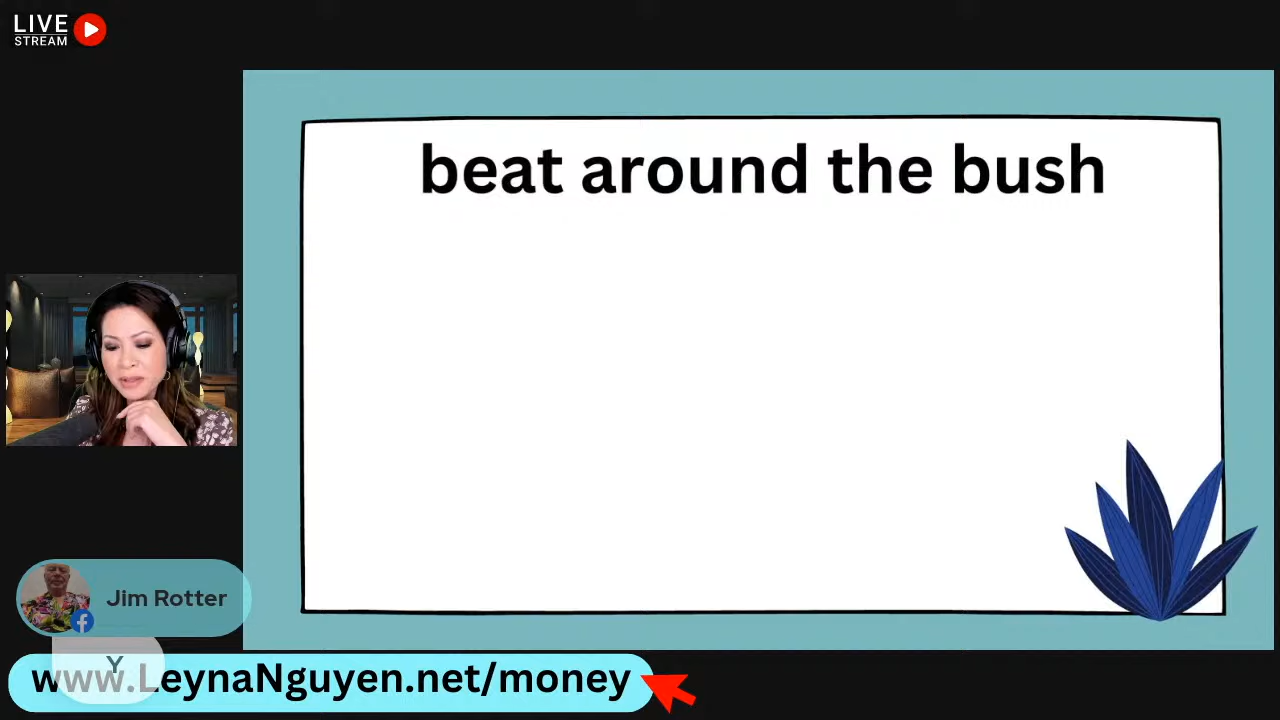 LIVE
STREAM
beat around the bush
Jim Rotter
Y
www.LeynaNguyen.net/money